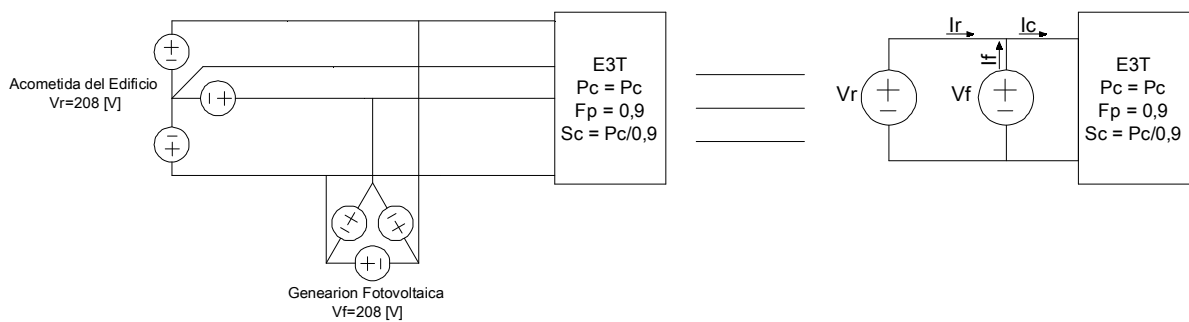 Acometida del Edificio
Vr=208 [V]
E3T
Pc = Pc
Fp = 0,9
Sc = Pc/0,9
Genearion Fotovoltaica
Vf=208 [V]
Ir
Ic
If
Vr
Vf
E3T
Pc = Pc
Fp = 0,9
Sc = Pc/0,9